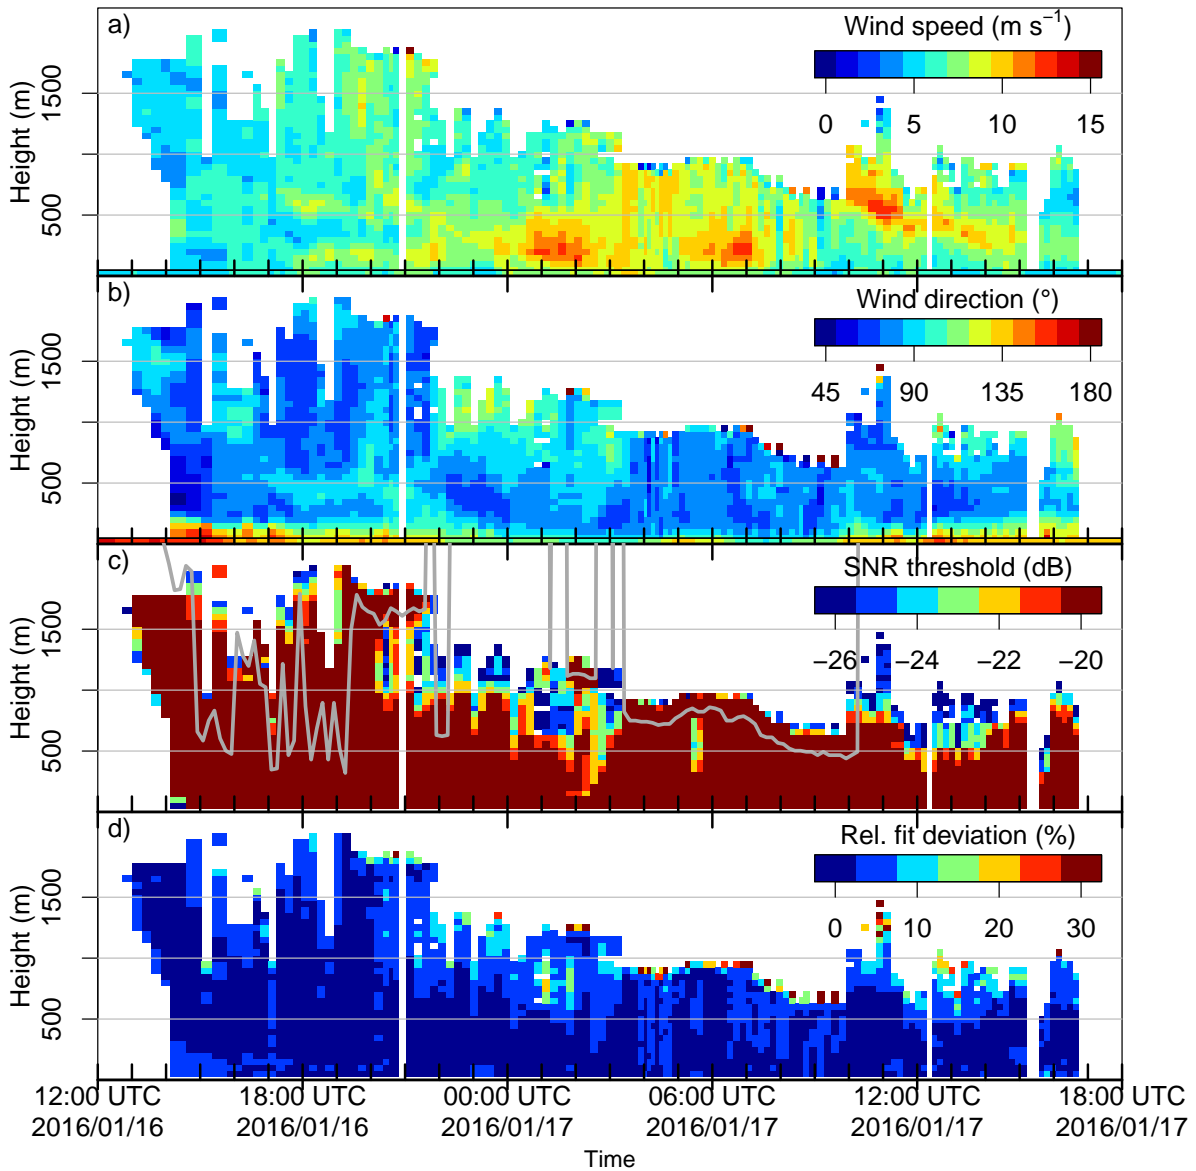 a)
Wind speed (m s⁻¹)
0 5 10 15
Height (m)
500 1500
b)
Wind direction (°)
45 90 135 180
Height (m)
500 1500
c)
SNR threshold (dB)
−26 −24 −22 −20
Height (m)
500 1500
d)
Rel. fit deviation (%)
0 10 20 30
Height (m)
500 1500
12:00 UTC 18:00 UTC 00:00 UTC 06:00 UTC 12:00 UTC 18:00 UTC
2016/01/16 2016/01/16 2016/01/17 2016/01/17 2016/01/17 2016/01/17
Time